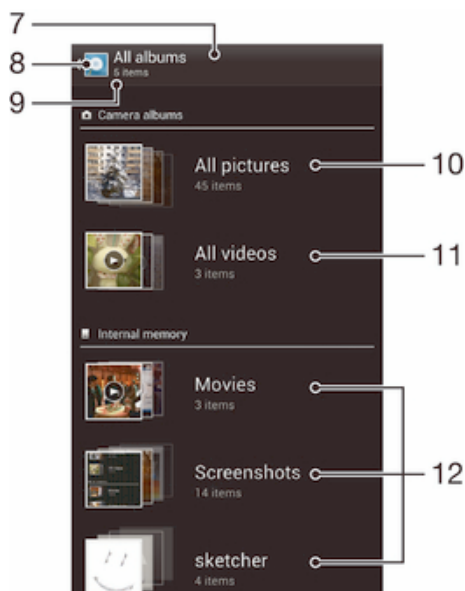 7
8
All albums
5 items
9
Camera albums
All pictures
10
45 items
All videos
11
3 items
Internal memory
Movies
3 items
Screenshots
12
14 items
sketcher
4 items